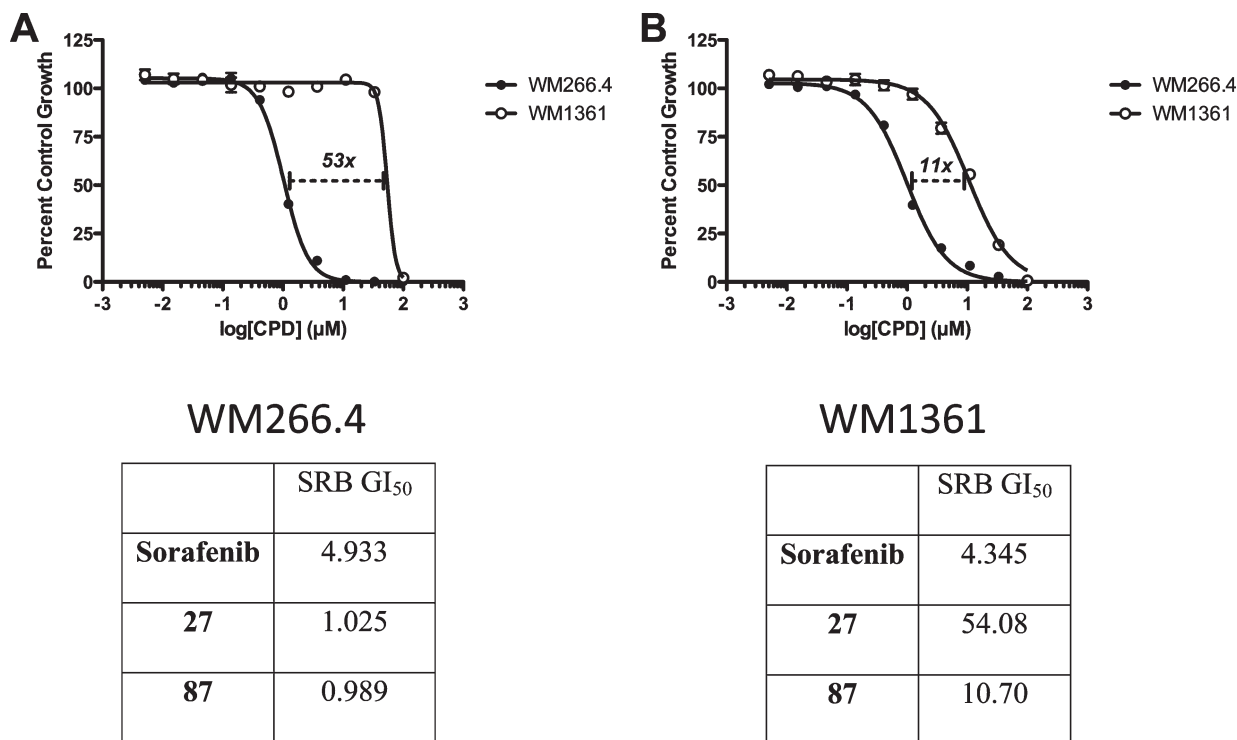 A
125
100
75
50
25
0
Percent Control Growth
53x
-3 -2 -1 0 1 2 3
log[CPD] (µM)
WM266.4
WM1361
B
125
100
75
50
25
0
Percent Control Growth
11x
-3 -2 -1 0 1 2 3
log[CPD] (µM)
WM266.4
WM1361
WM266.4
SRB GI50
Sorafenib 4.933
27 1.025
87 0.989
WM1361
SRB GI50
Sorafenib 4.345
27 54.08
87 10.70